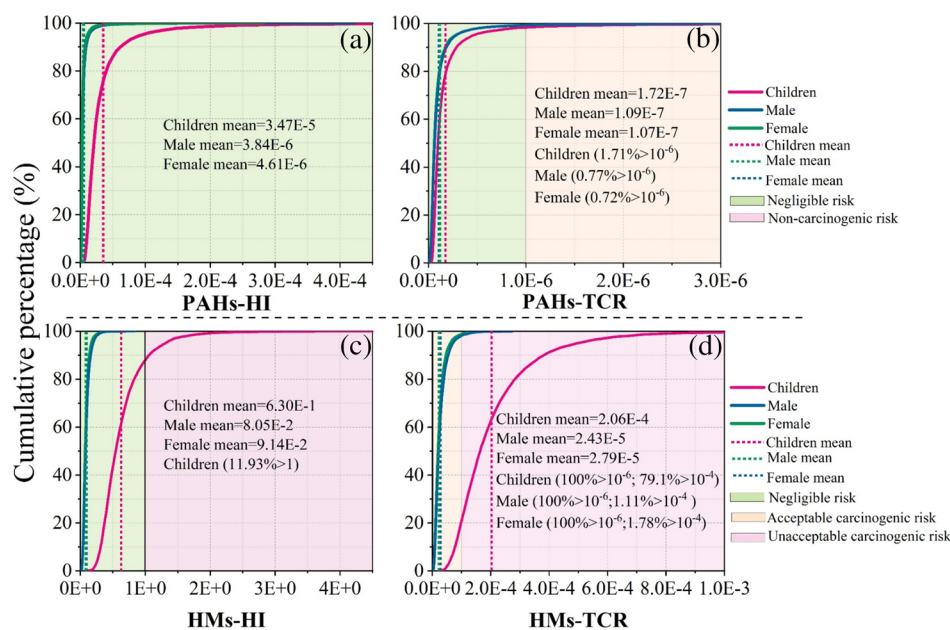 Cumulative percentage (%)
100
80
60
40
20
0
(a)
Children mean=3.47E-5
Male mean=3.84E-6
Female mean=4.61E-6
0.0E+0 1.0E-4 2.0E-4 3.0E-4 4.0E-4
PAHs-HI
100
80
60
40
20
0
(b)
Children mean=1.72E-7
Male mean=1.09E-7
Female mean=1.07E-7
Children (1.71%>10⁻⁶)
Male (0.77%>10⁻⁶)
Female (0.72%>10⁻⁶)
0.0E+0 1.0E-6 2.0E-6 3.0E-6
PAHs-TCR
Children
Male
Female
Children mean
Male mean
Female mean
Negligible risk
Non-carcinogenic risk
100
80
60
40
20
0
(c)
Children mean=6.30E-1
Male mean=8.05E-2
Female mean=9.14E-2
Children (11.93%>1)
0E+0 1E+0 2E+0 3E+0 4E+0
HMs-HI
100
80
60
40
20
0
(d)
Children mean=2.06E-4
Male mean=2.43E-5
Female mean=2.79E-5
Children (100%>10⁻⁶; 79.1%>10⁻⁴)
Male (100%>10⁻⁶;1.11%>10⁻⁴ )
Female (100%>10⁻⁶;1.78%>10⁻⁴)
0.0E+0 2.0E-4 4.0E-4 6.0E-4 8.0E-4 1.0E-3
HMs-TCR
Children
Male
Female
Children mean
Male mean
Female mean
Negligible risk
Acceptable carcinogenic risk
Unacceptable carcinogenic risk